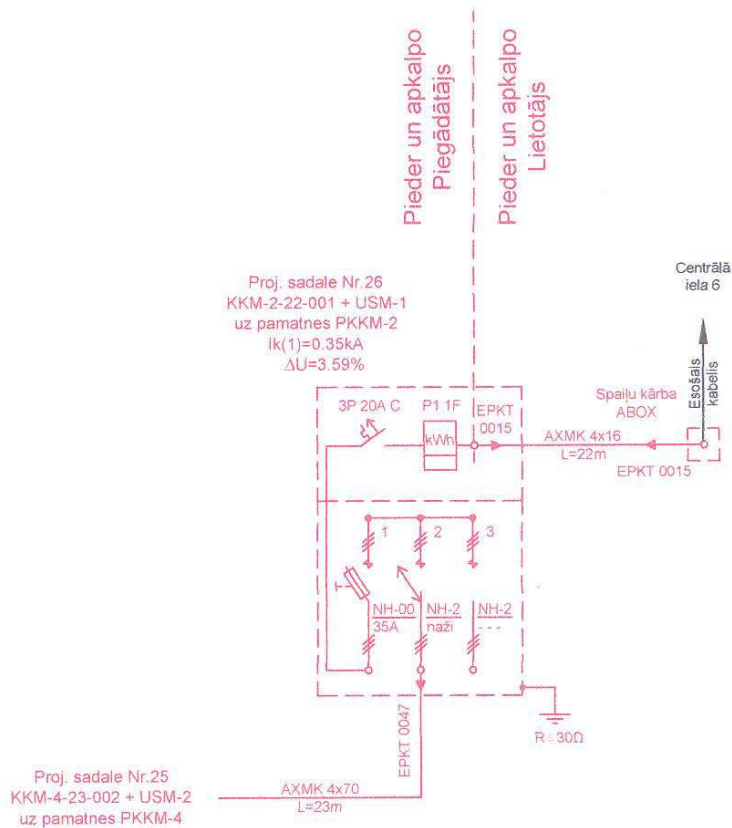 Pieder un apkalpo
Piegādātājs
Pieder un apkalpo
Lietotājs
Centrālā
iela 6
Proj. sadale Nr.26
KKM-2-22-001 + USM-1
uz pamatnes PKKM-2
Ik(1)=0.35kA
ΔU=3.59%
Esošais
kabelis
Spaiļu kārba
ABOX
3P 20A C
P1 1F
EPKT
0015
kWh
AXMK 4x16
L=22m
EPKT 0015
1
2
3
NH-00
35A
NH-2
naži
NH-2
- - -
EPKT 0047
R=30Ω
Proj. sadale Nr.25
KKM-4-23-002 + USM-2
uz pamatnes PKKM-4
AXMK 4x70
L=23m